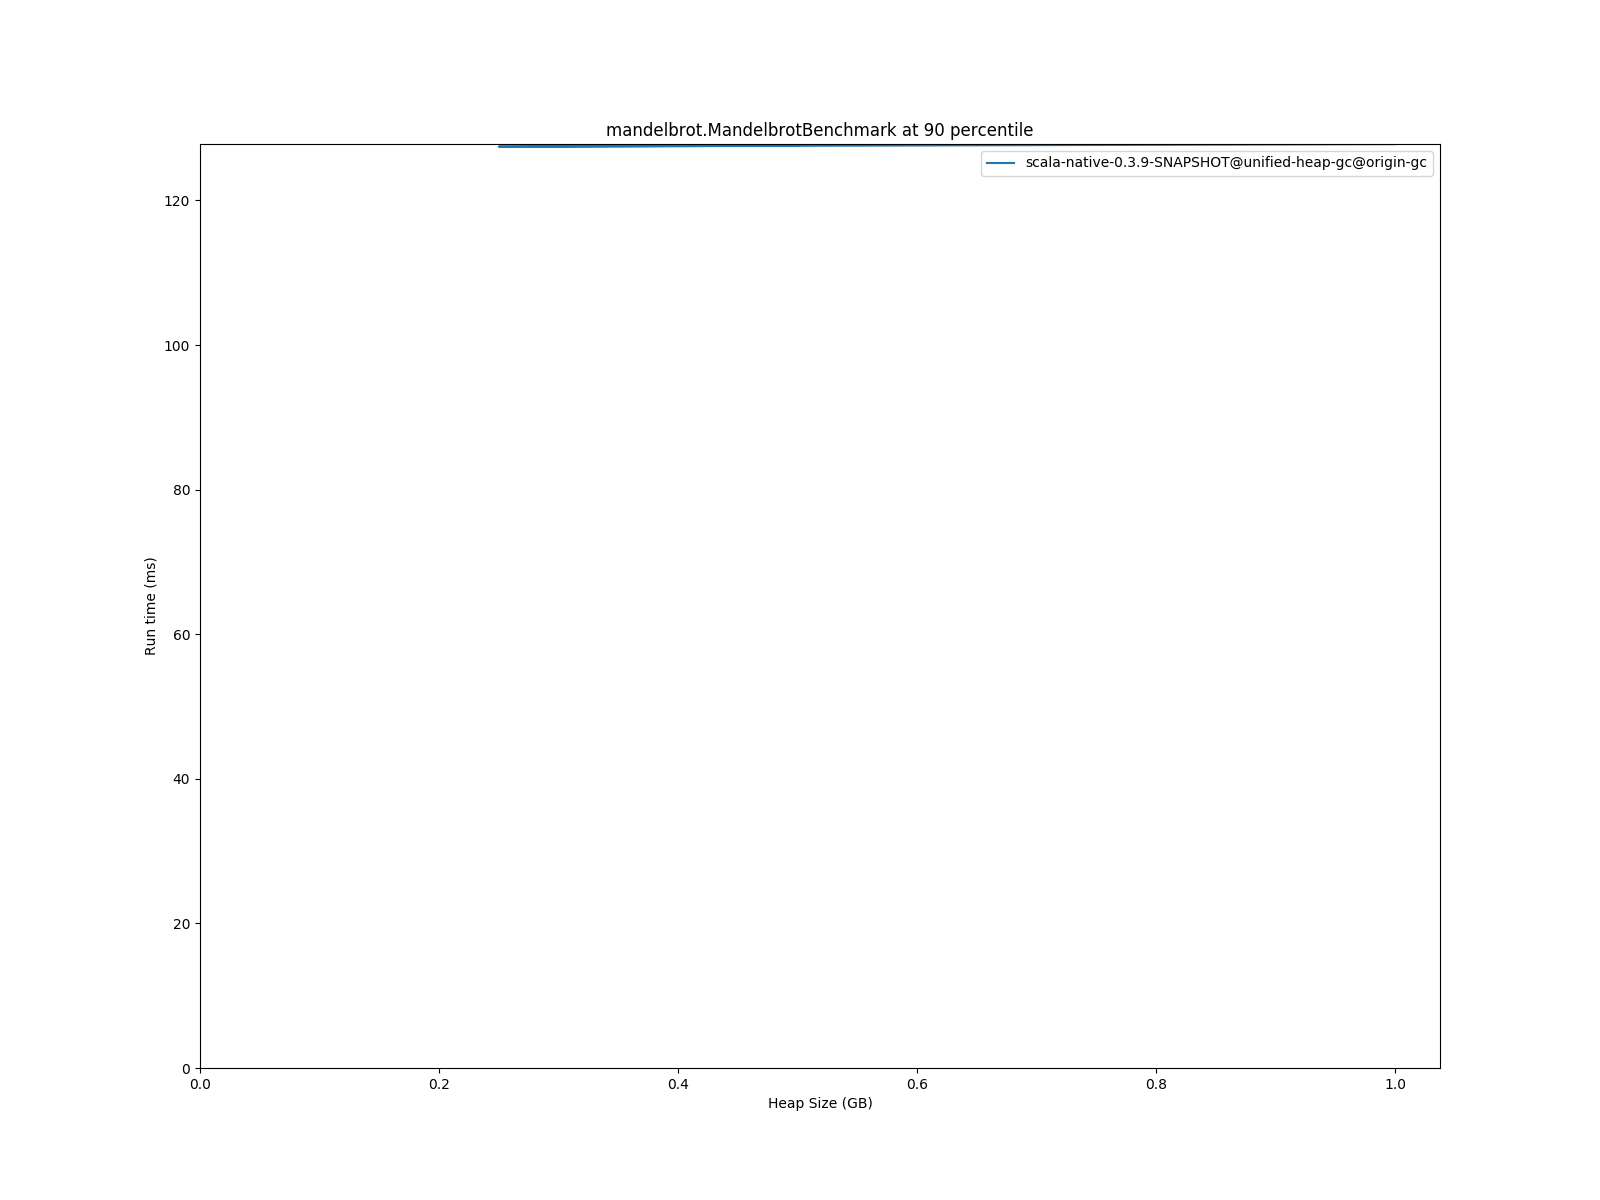 mandelbrot.MandelbrotBenchmark at 90 percentile
scala-native-0.3.9-SNAPSHOT@unified-heap-gc@origin-gc
120
100
80
60
40
20
0
Run time (ms)
0.0 0.2 0.4 0.6 0.8 1.0
Heap Size (GB)